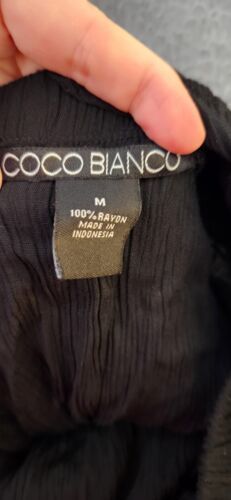 COCO BIANCO
M
100% RAYON
MADE IN
INDONESIA